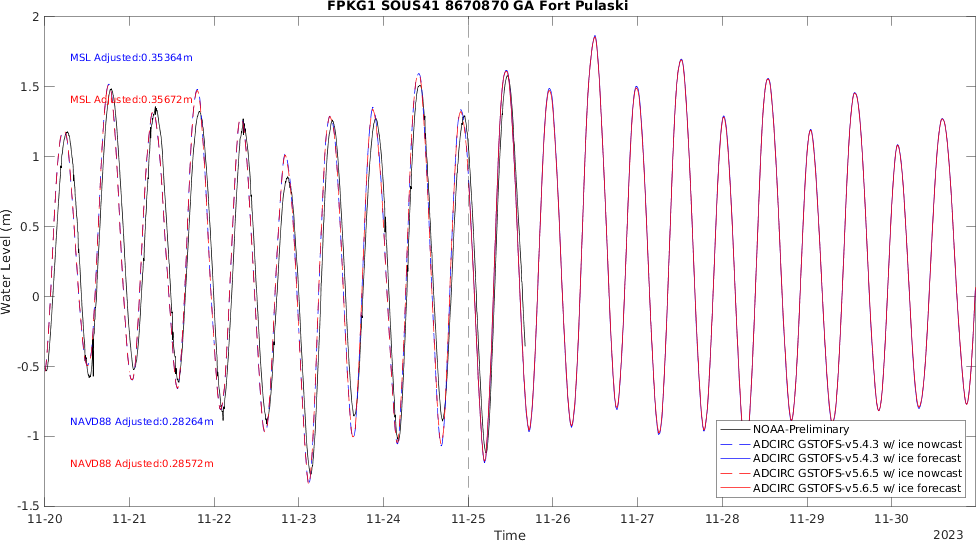 FPKG1 SOUS41 8670870 GA Fort Pulaski
2
1.5
1
0.5
0
-0.5
-1
-1.5
Water Level (m)
MSL Adjusted:0.35364m
MSL Adjusted:0.35672m
NAVD88 Adjusted:0.28264m
NAVD88 Adjusted:0.28572m
NOAA-Preliminary
ADCIRC GSTOFS-v5.4.3 w/ ice nowcast
ADCIRC GSTOFS-v5.4.3 w/ ice forecast
ADCIRC GSTOFS-v5.6.5 w/ ice nowcast
ADCIRC GSTOFS-v5.6.5 w/ ice forecast
11-20 11-21 11-22 11-23 11-24 11-25 11-26 11-27 11-28 11-29 11-30
Time
2023